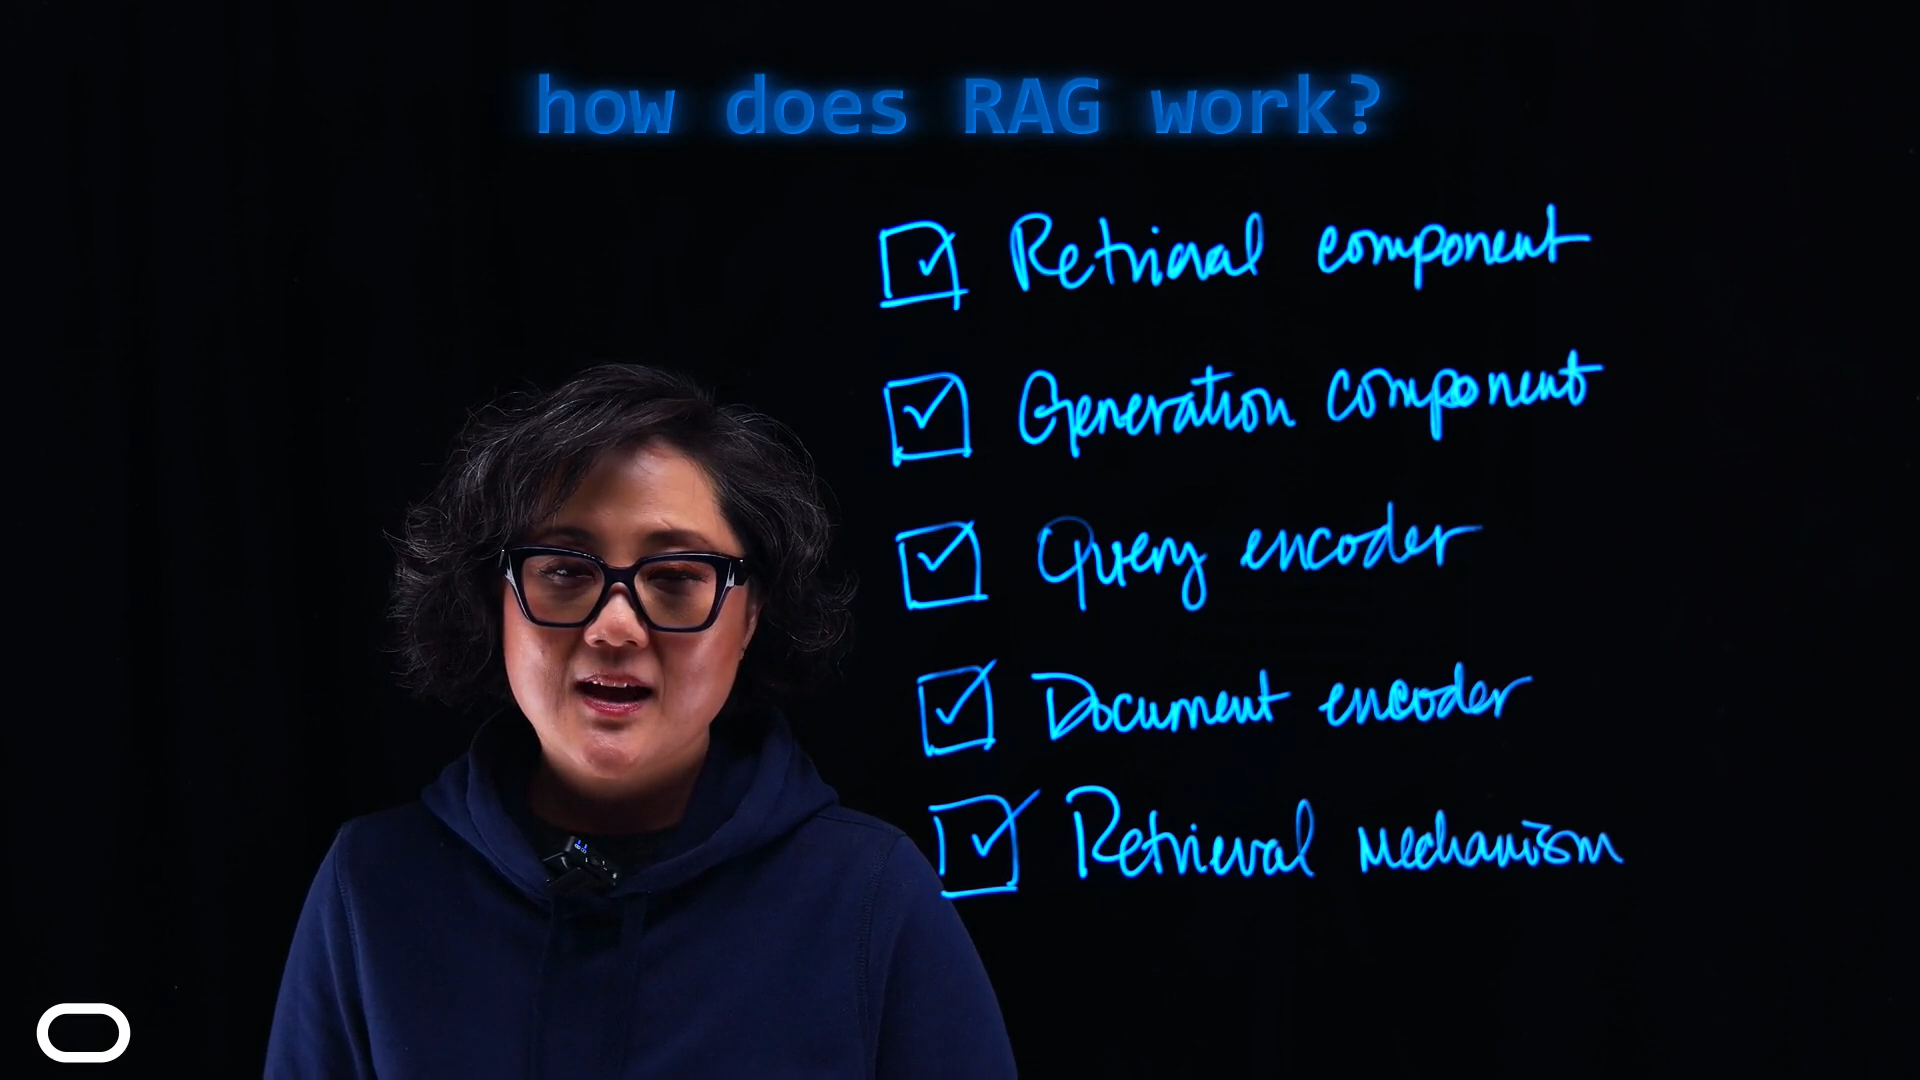 how does RAG work?
Retrieval component
Generation component
Query encoder
Document encoder
Retrieval Mechanism